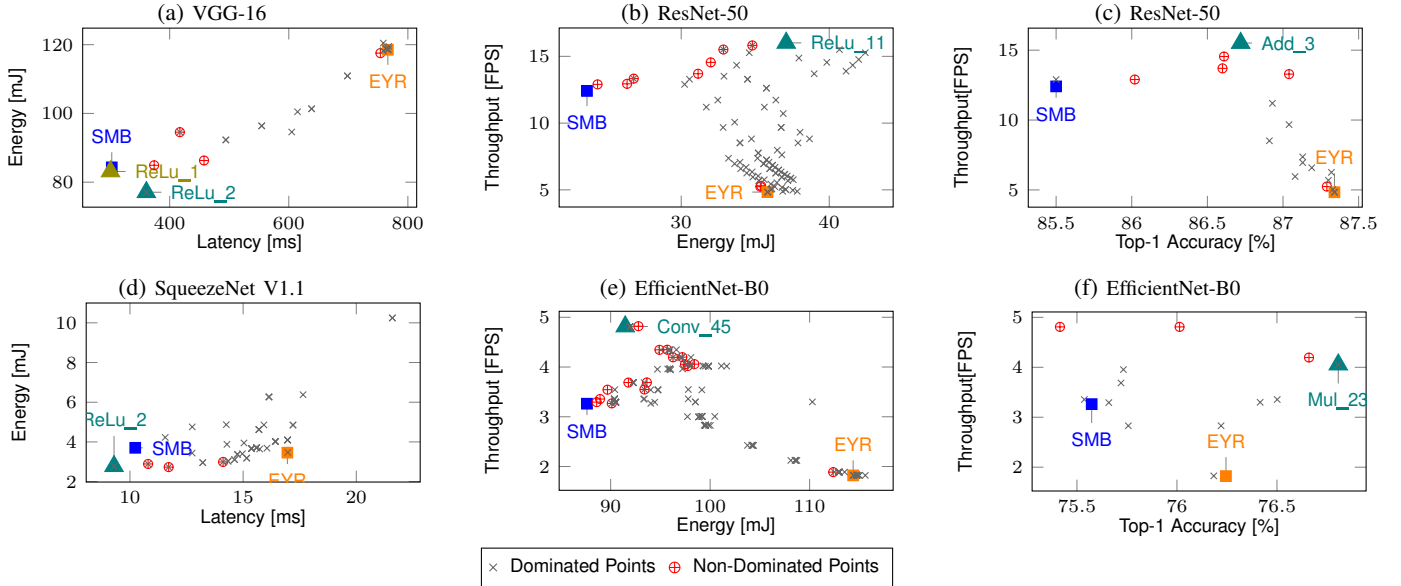 (a) VGG-16
120
100
80
Energy [mJ]
SMB
ReLu_1
ReLu_2
EYR
400
600
800
Latency [ms]
(b) ResNet-50
15
10
5
Throughput [FPS]
ReLu_11
SMB
EYR
30
40
Energy [mJ]
(c) ResNet-50
15
10
5
Throughput[FPS]
Add_3
SMB
EYR
85.5
86
86.5
87
87.5
Top-1 Accuracy [%]
(d) SqueezeNet V1.1
10
8
6
4
2
Energy [mJ]
ReLu_2
SMB
EYR
10
15
20
Latency [ms]
(e) EfficientNet-B0
5
4
3
2
Throughput [FPS]
Conv_45
SMB
EYR
90
100
110
Energy [mJ]
(f) EfficientNet-B0
5
4
3
2
Throughput[FPS]
Mul_23
SMB
EYR
75.5
76
76.5
Top-1 Accuracy [%]
× Dominated Points ⊕ Non-Dominated Points